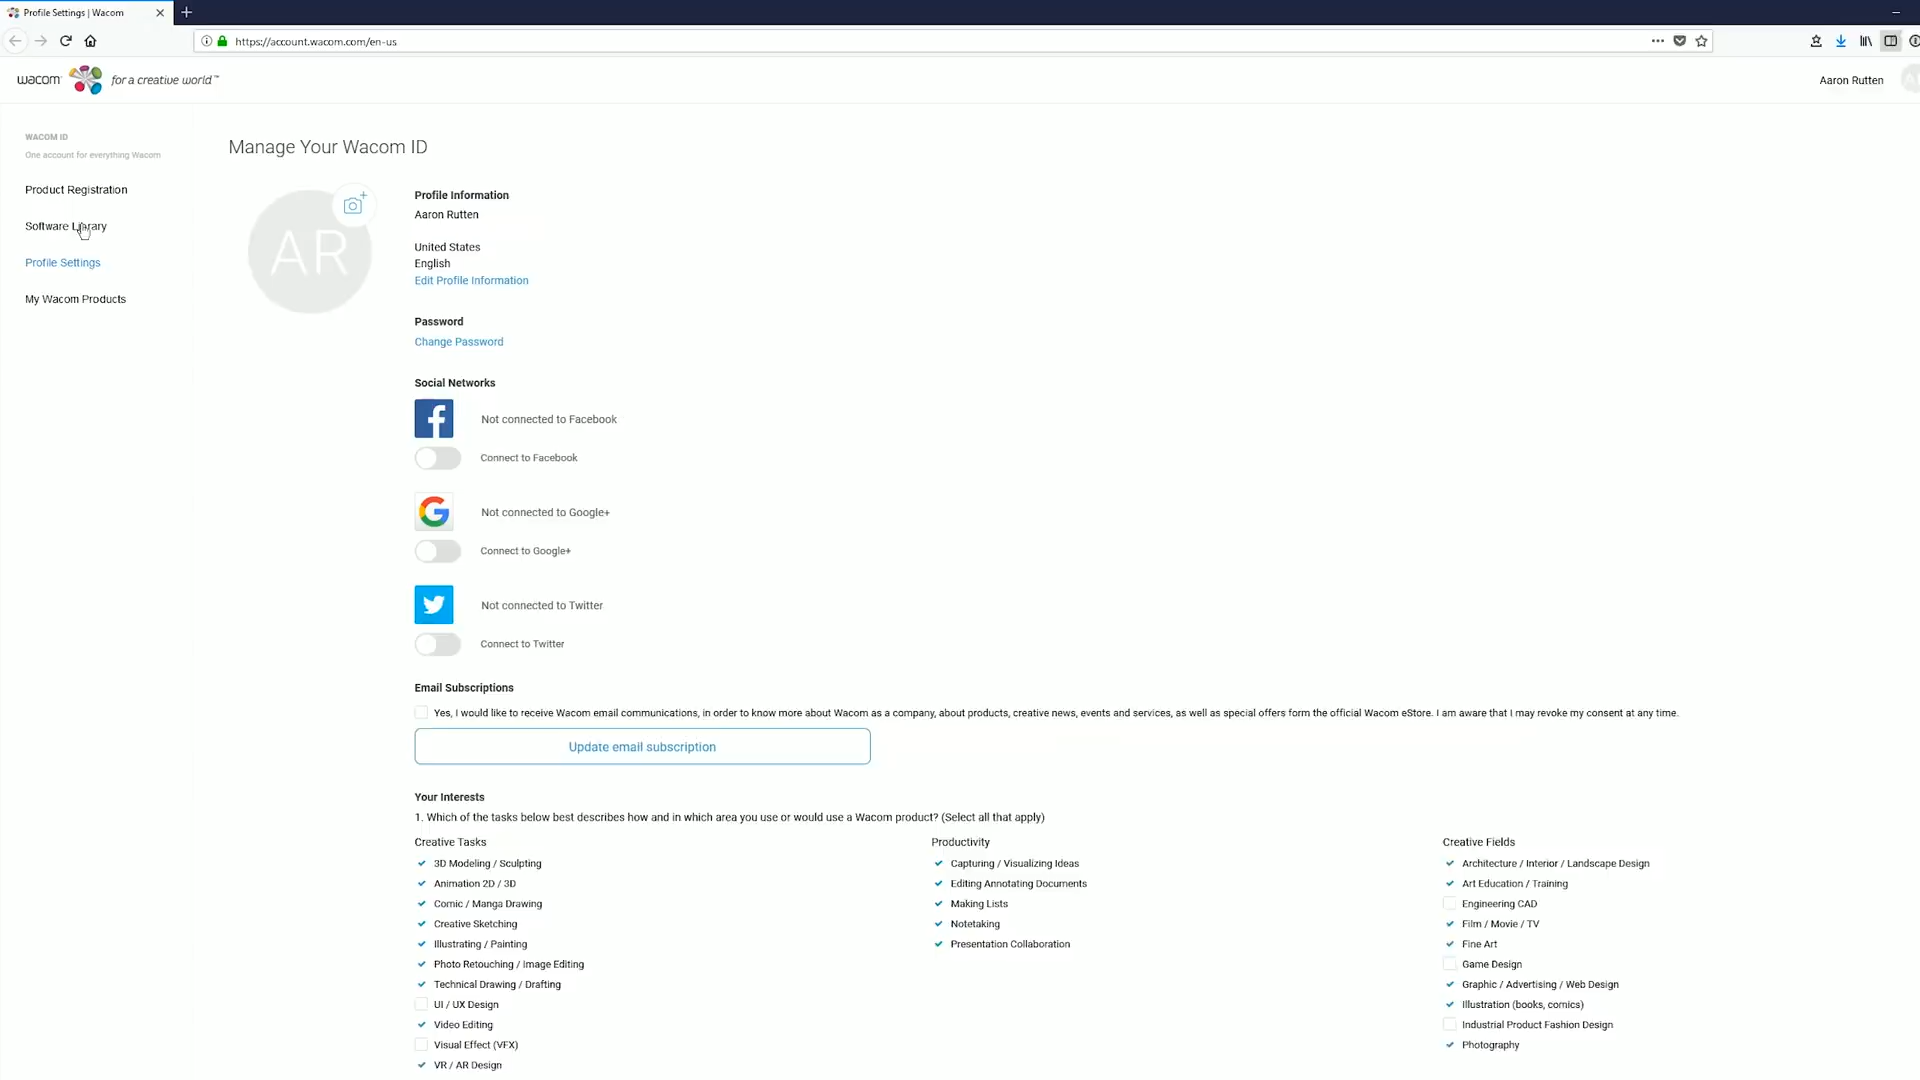 Profile Settings | Wacom
https://account.wacom.com/en-us
wacom for a creative world™
Aaron Rutten
WACOM ID
One account for everything Wacom
Product Registration
Software Library
Profile Settings
My Wacom Products
Manage Your Wacom ID
AR
Profile Information
Aaron Rutten
United States
English
Edit Profile Information
Password
Change Password
Social Networks
Not connected to Facebook
Connect to Facebook
Not connected to Google+
Connect to Google+
Not connected to Twitter
Connect to Twitter
Email Subscriptions
Yes, I would like to receive Wacom email communications, in order to know more about Wacom as a company, about products, creative news, events and services, as well as special offers form the official Wacom eStore. I am aware that I may revoke my consent at any time.
Update email subscription
Your Interests
1. Which of the tasks below best describes how and in which area you use or would use a Wacom product? (Select all that apply)
Creative Tasks
3D Modeling / Sculpting
Animation 2D / 3D
Comic / Manga Drawing
Creative Sketching
Illustrating / Painting
Photo Retouching / Image Editing
Technical Drawing / Drafting
UI / UX Design
Video Editing
Visual Effect (VFX)
VR / AR Design
Productivity
Capturing / Visualizing Ideas
Editing Annotating Documents
Making Lists
Notetaking
Presentation Collaboration
Creative Fields
Architecture / Interior / Landscape Design
Art Education / Training
Engineering CAD
Film / Movie / TV
Fine Art
Game Design
Graphic / Advertising / Web Design
Illustration (books, comics)
Industrial Product Fashion Design
Photography